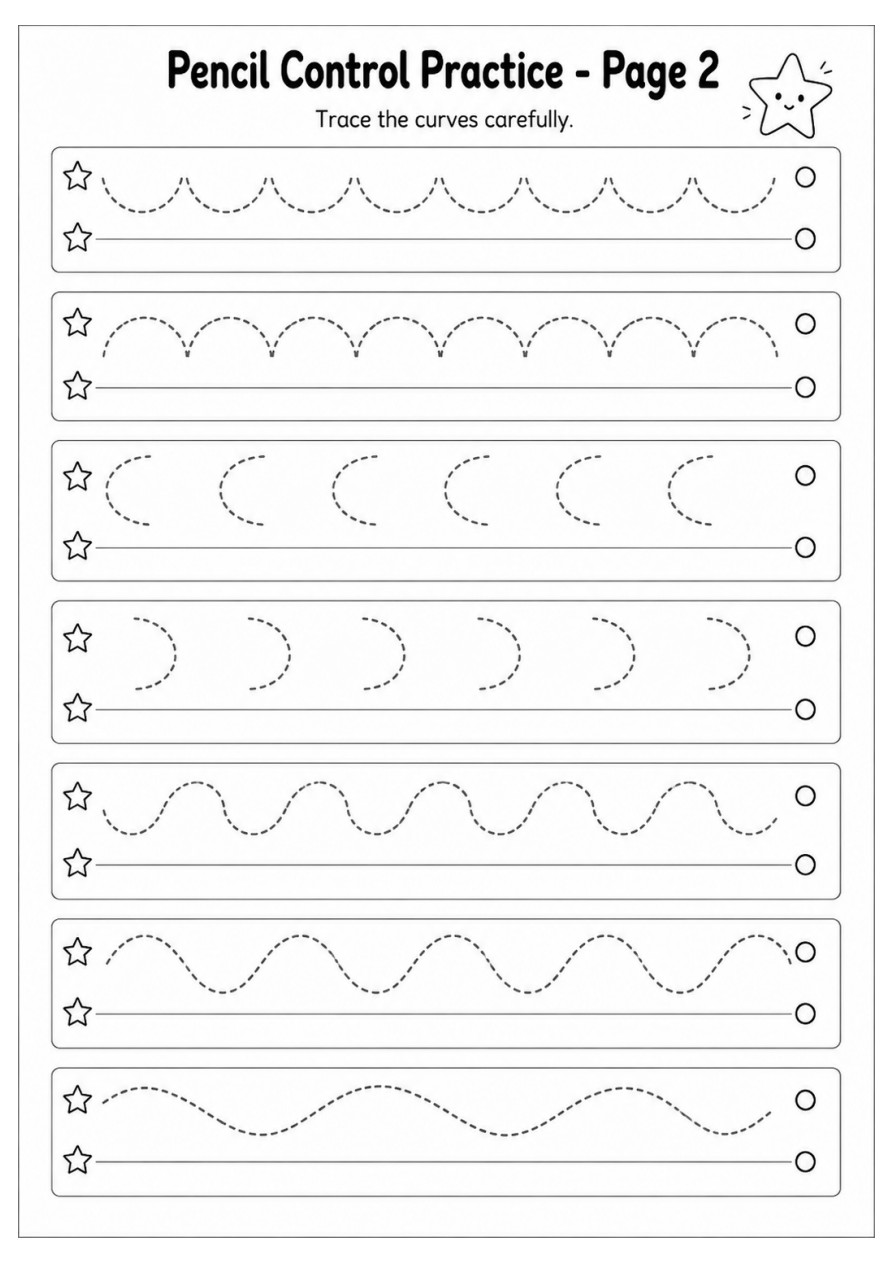 Pencil Control Practice - Page 2
Trace the curves carefully.